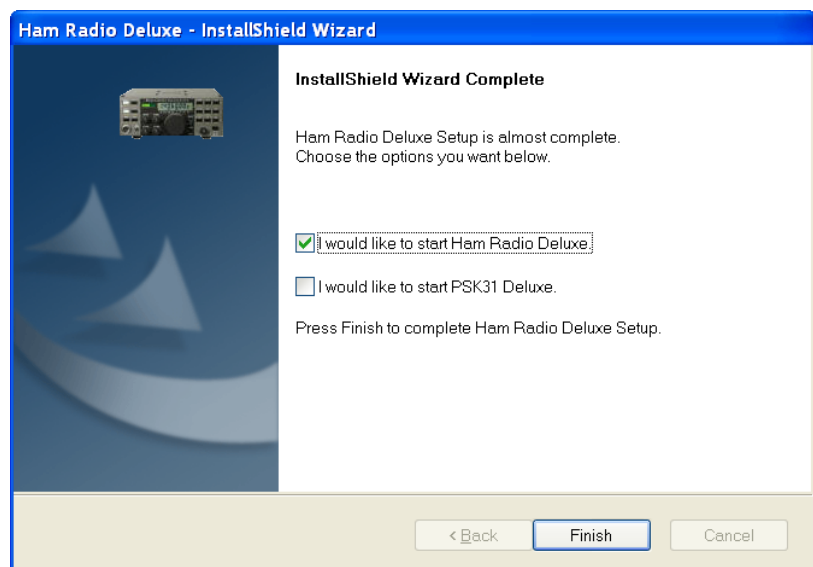 Ham Radio Deluxe - InstallShield Wizard
InstallShield Wizard Complete
Ham Radio Deluxe Setup is almost complete.
Choose the options you want below.
I would like to start Ham Radio Deluxe.
I would like to start PSK31 Deluxe.
Press Finish to complete Ham Radio Deluxe Setup.
< Back Finish Cancel